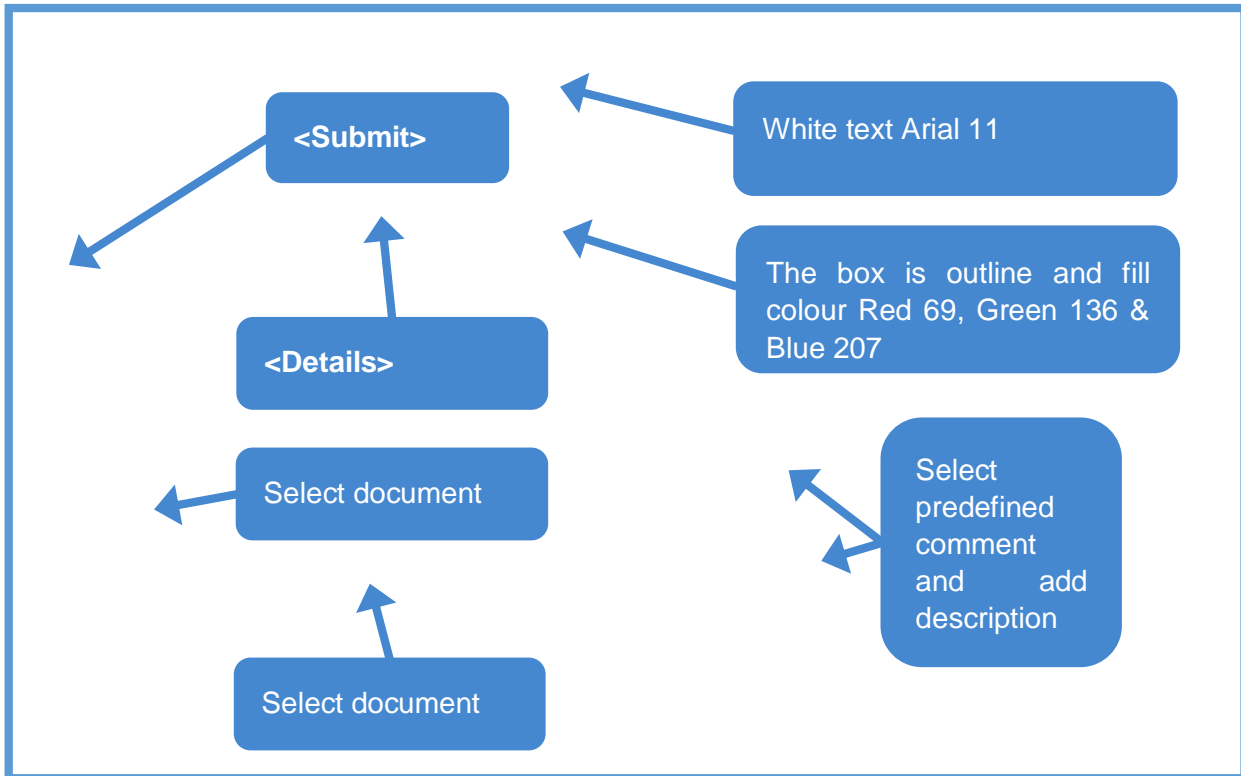 <Submit>
White text Arial 11
The box is outline and fill
colour Red 69, Green 136 &
Blue 207
<Details>
Select document
Select
predefined
comment
and add
description
Select document